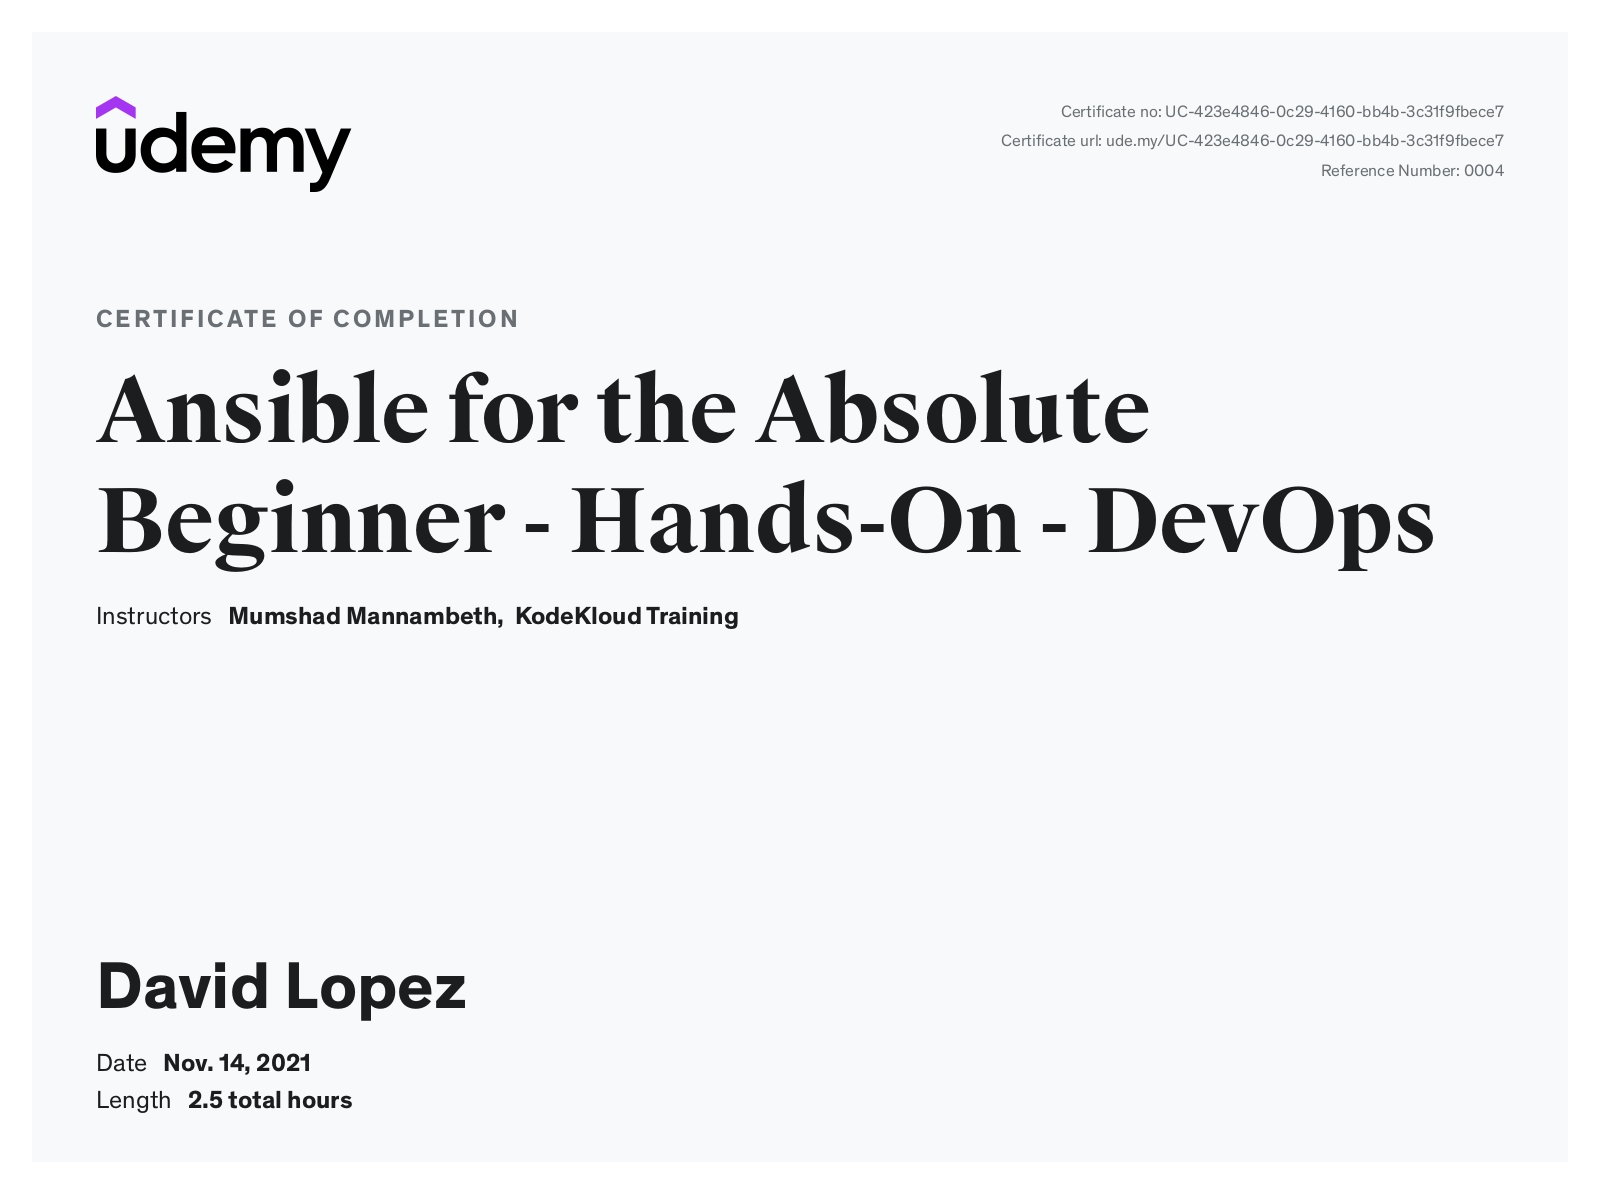 udemy
Certificate no: UC-423e4846-0c29-4160-bb4b-3c31f9fbece7
Certificate url: ude.my/UC-423e4846-0c29-4160-bb4b-3c31f9fbece7
Reference Number: 0004
CERTIFICATE OF COMPLETION
Ansible for the Absolute
Beginner - Hands-On - DevOps
Instructors Mumshad Mannambeth, KodeKloud Training
David Lopez
Date Nov. 14, 2021
Length 2.5 total hours